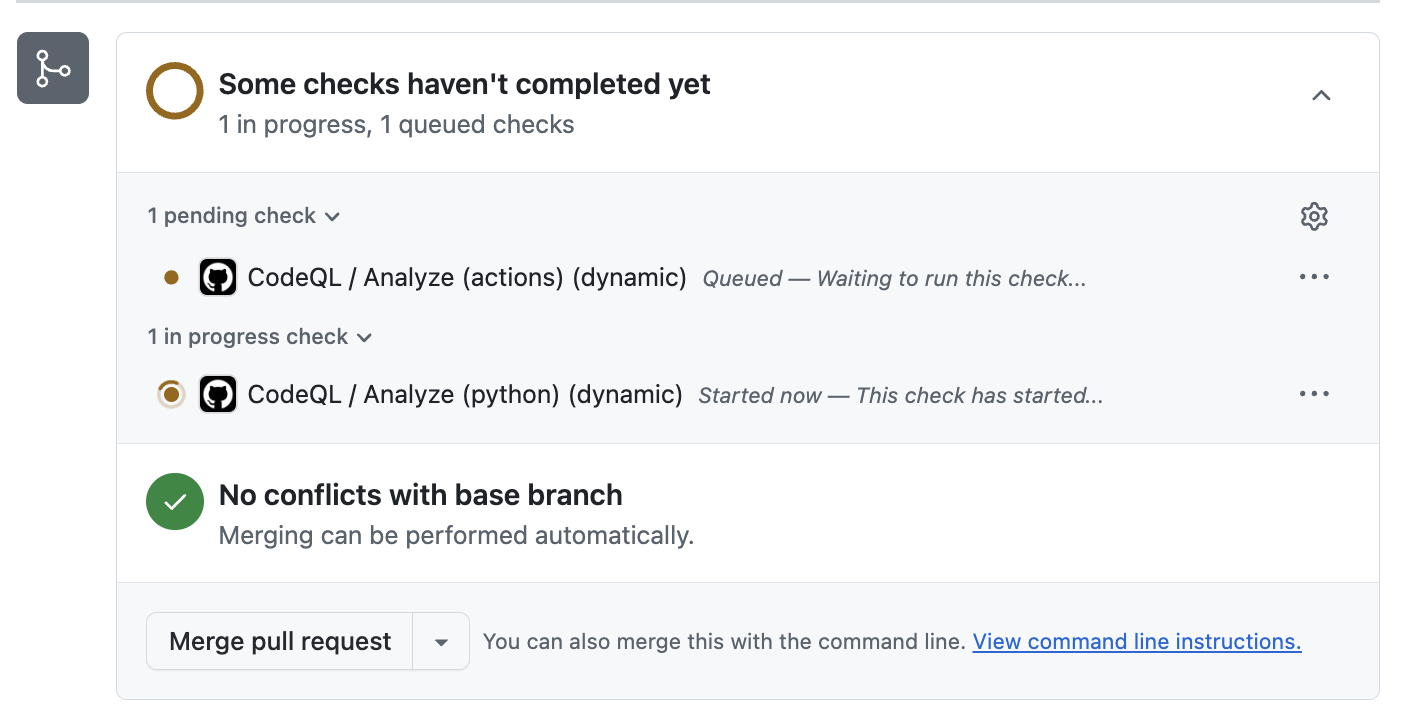 Some checks haven't completed yet
1 in progress, 1 queued checks
1 pending check
CodeQL / Analyze (actions) (dynamic) Queued — Waiting to run this check...
1 in progress check
CodeQL / Analyze (python) (dynamic) Started now — This check has started...
No conflicts with base branch
Merging can be performed automatically.
Merge pull request You can also merge this with the command line. View command line instructions.